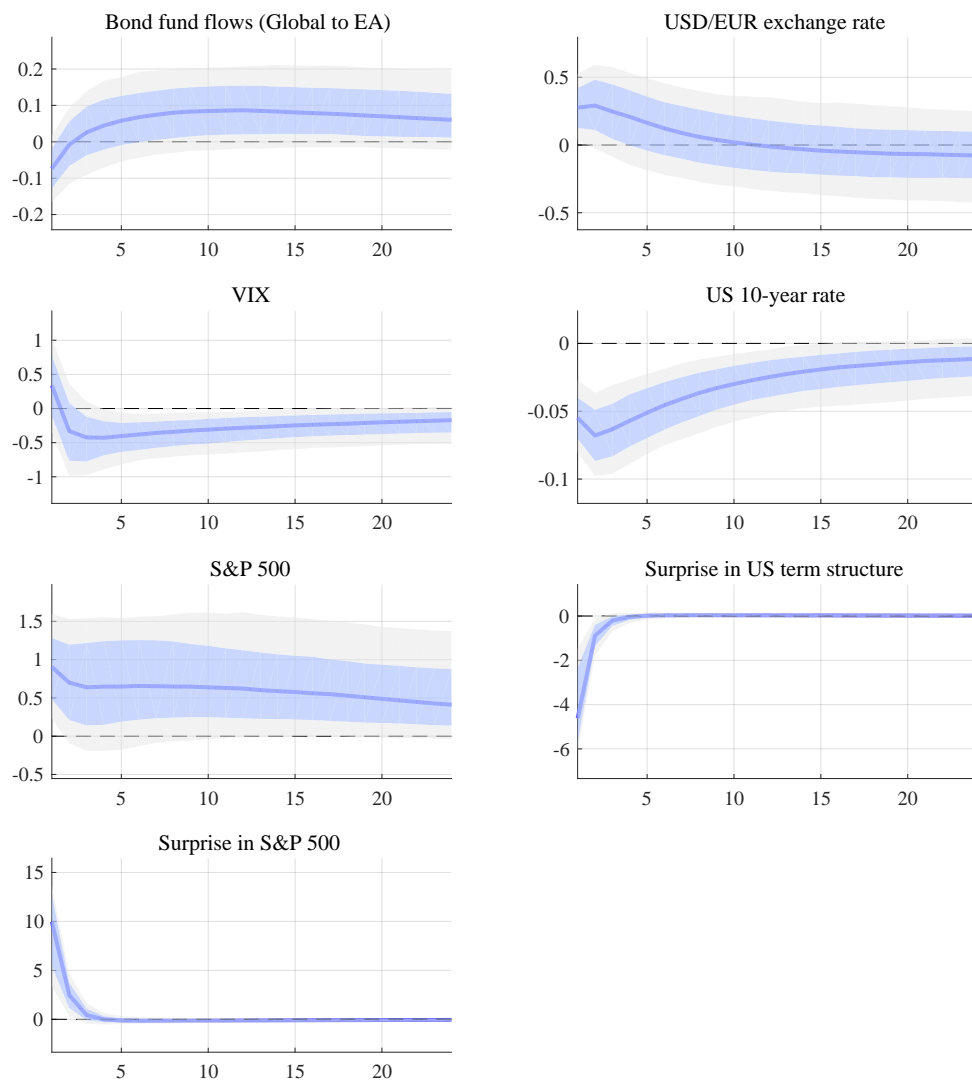 Bond fund flows (Global to EA)
0.2
0.1
0
-0.1
-0.2
5 10 15 20
USD/EUR exchange rate
0.5
0
-0.5
5 10 15 20
VIX
1
0.5
0
-0.5
-1
5 10 15 20
US 10-year rate
0
-0.05
-0.1
5 10 15 20
S&P 500
1.5
1
0.5
0
-0.5
5 10 15 20
Surprise in US term structure
0
-2
-4
-6
5 10 15 20
Surprise in S&P 500
15
10
5
0
5 10 15 20